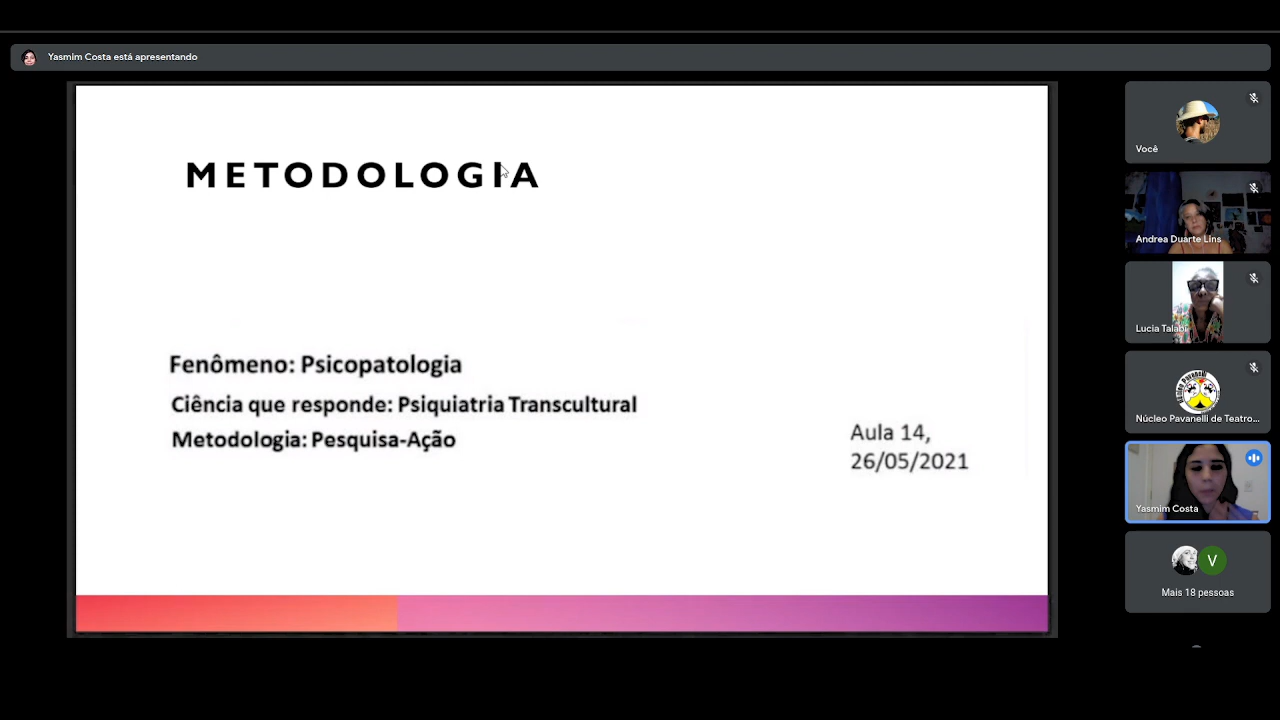 Yasmim Costa está apresentando
METODOLOGIA
Fenômeno: Psicopatologia
Ciência que responde: Psiquiatria Transcultural
Metodologia: Pesquisa-Ação
Aula 14,
26/05/2021
Você
Andrea Duarte Lins
Lucia Talabi
Núcleo Pavanelli de Teatro...
Yasmim Costa
V
Mais 18 pessoas